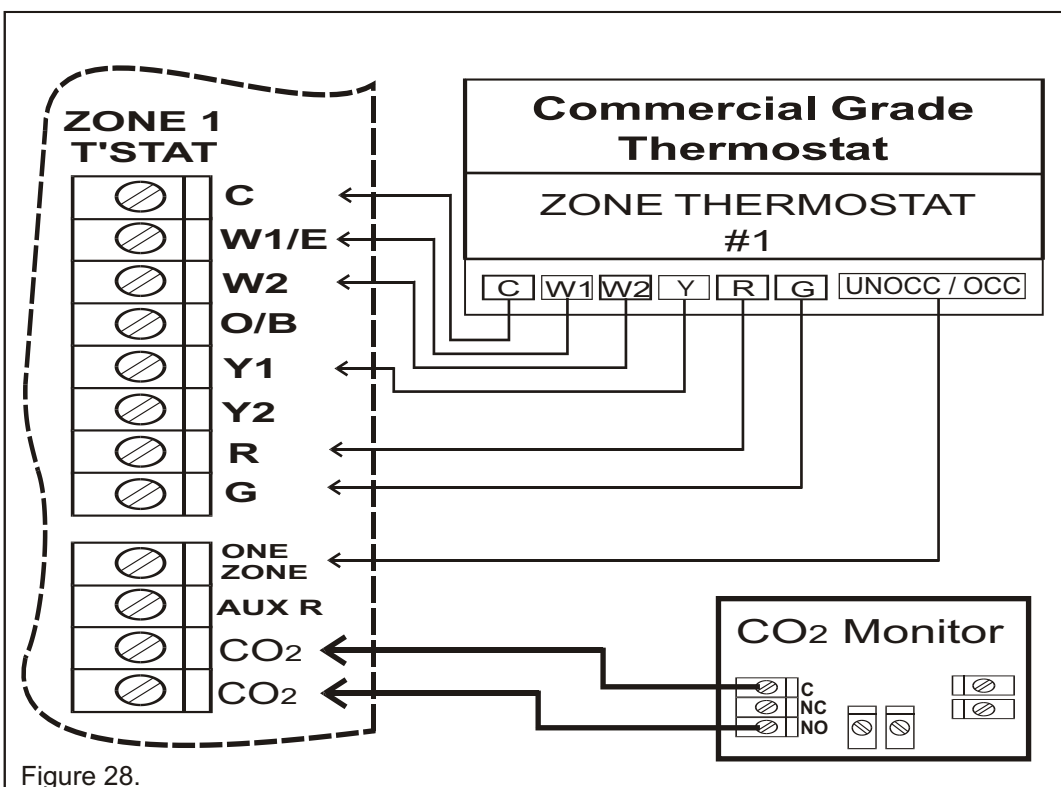 ZONE 1
T'STAT
C
W1/E
W2
O/B
Y1
Y2
R
G
ONE
ZONE
AUX R
CO2
CO2
Commercial Grade
Thermostat
ZONE THERMOSTAT
#1
C W1 W2 Y R G UNOCC / OCC
CO2 Monitor
C
NC
NO
Figure 28.